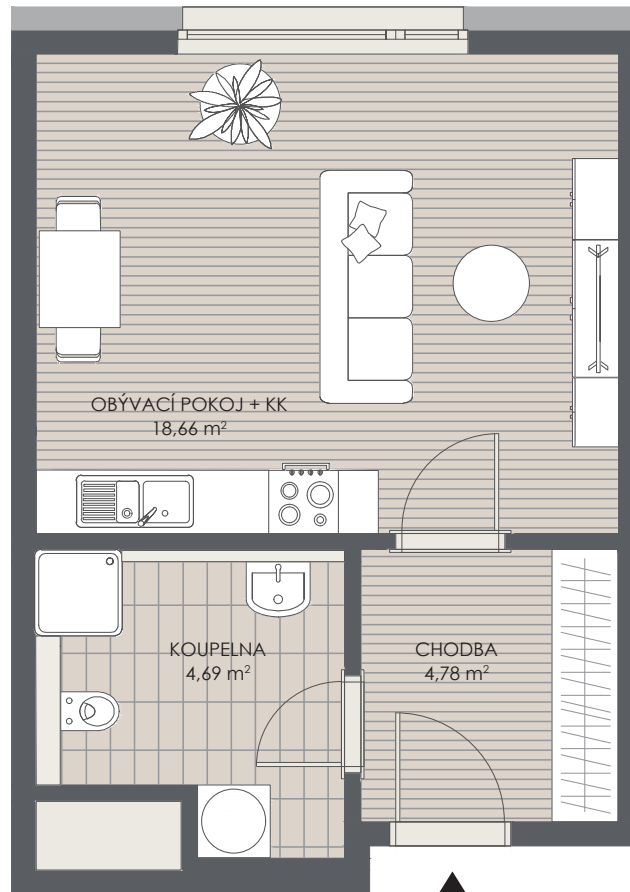 OBÝVACÍ POKOJ + KK
18,66 m²
KOUPELNA
4,69 m²
CHODBA
4,78 m²